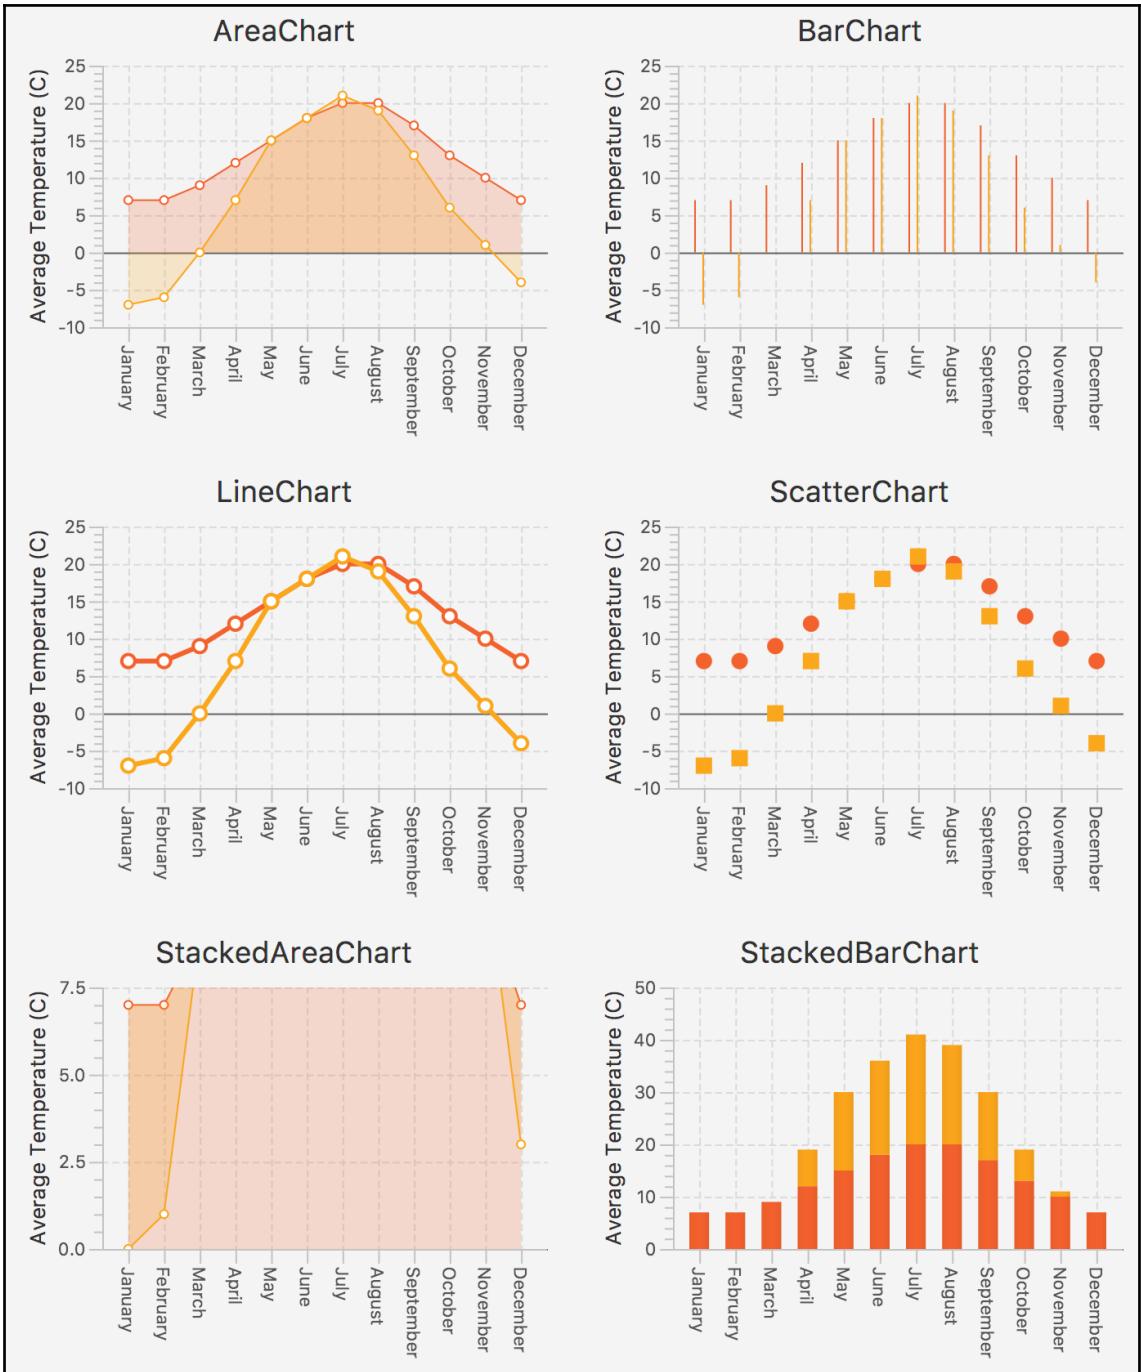 AreaChart
Average Temperature (C)
25
20
15
10
5
0
-5
-10
January
February
March
April
May
June
July
August
September
October
November
December
BarChart
Average Temperature (C)
25
20
15
10
5
0
-5
-10
January
February
March
April
May
June
July
August
September
October
November
December
LineChart
Average Temperature (C)
25
20
15
10
5
0
-5
-10
January
February
March
April
May
June
July
August
September
October
November
December
ScatterChart
Average Temperature (C)
25
20
15
10
5
0
-5
-10
January
February
March
April
May
June
July
August
September
October
November
December
StackedAreaChart
Average Temperature (C)
7.5
5.0
2.5
0.0
January
February
March
April
May
June
July
August
September
October
November
December
StackedBarChart
Average Temperature (C)
50
40
30
20
10
0
January
February
March
April
May
June
July
August
September
October
November
December